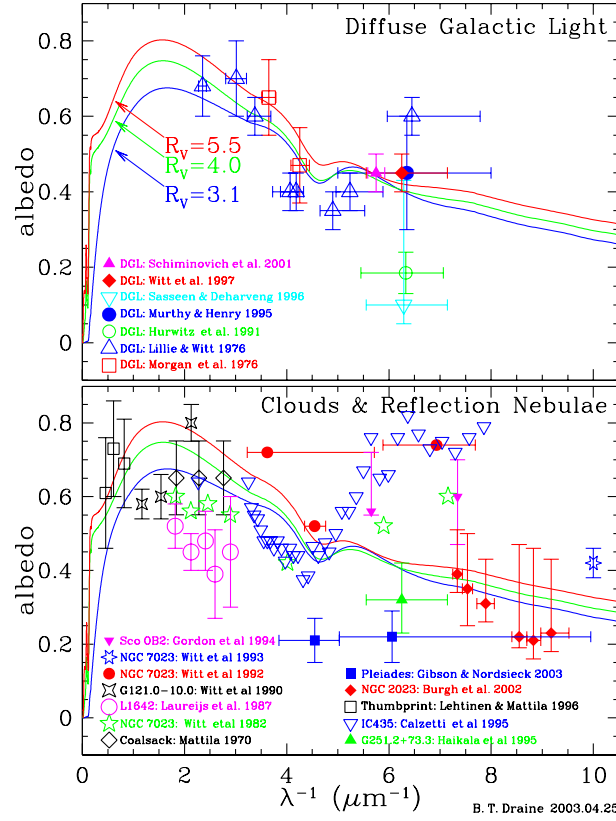 Diffuse Galactic Light
0.8
0.6
0.4
0.2
0
albedo
R_V=5.5
R_V=4.0
R_V=3.1
DGL: Schiminovich et al. 2001
DGL: Witt et al. 1997
DGL: Sasseen & Deharveng 1996
DGL: Murthy & Henry 1995
DGL: Hurwitz et al. 1991
DGL: Lillie & Witt 1976
DGL: Morgan et al. 1976
Clouds & Reflection Nebulae
0.8
0.6
0.4
0.2
0
albedo
Sco OB2: Gordon et al 1994
NGC 7023: Witt et al 1993
NGC 7023: Witt et al 1992
G121.0-10.0: Witt et al 1990
L1642: Laureijs et al. 1987
NGC 7023: Witt et al 1982
Coalsack: Mattila 1970
Pleiades: Gibson & Nordsieck 2003
NGC 2023: Burgh et al. 2002
Thumbprint: Lehtinen & Mattila 1996
IC435: Calzetti et al 1995
G251.2+73.3: Haikala et al 1995
0 2 4 6 8 10
λ⁻¹ (μm⁻¹)
B. T. Draine 2003.04.25